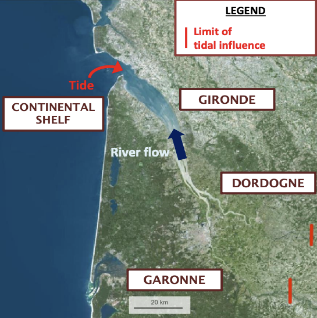 LEGEND
Limit of
tidal influence
Tide
CONTINENTAL
SHELF
GIRONDE
River flow
DORDOGNE
GARONNE
20 km